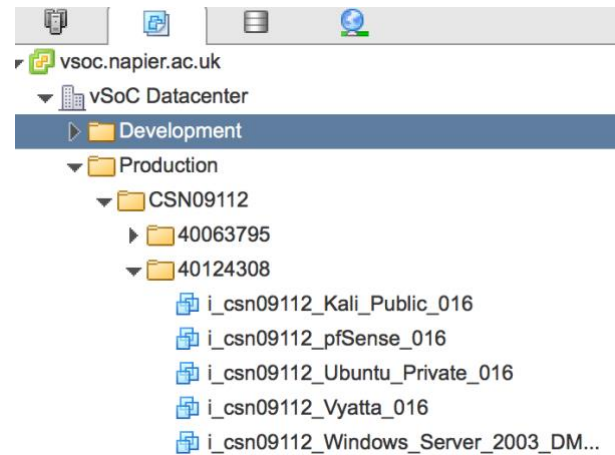 vsoc.napier.ac.uk
vSoC Datacenter
Development
Production
CSN09112
40063795
40124308
i_csn09112_Kali_Public_016
i_csn09112_pfSense_016
i_csn09112_Ubuntu_Private_016
i_csn09112_Vyatta_016
i_csn09112_Windows_Server_2003_DM...